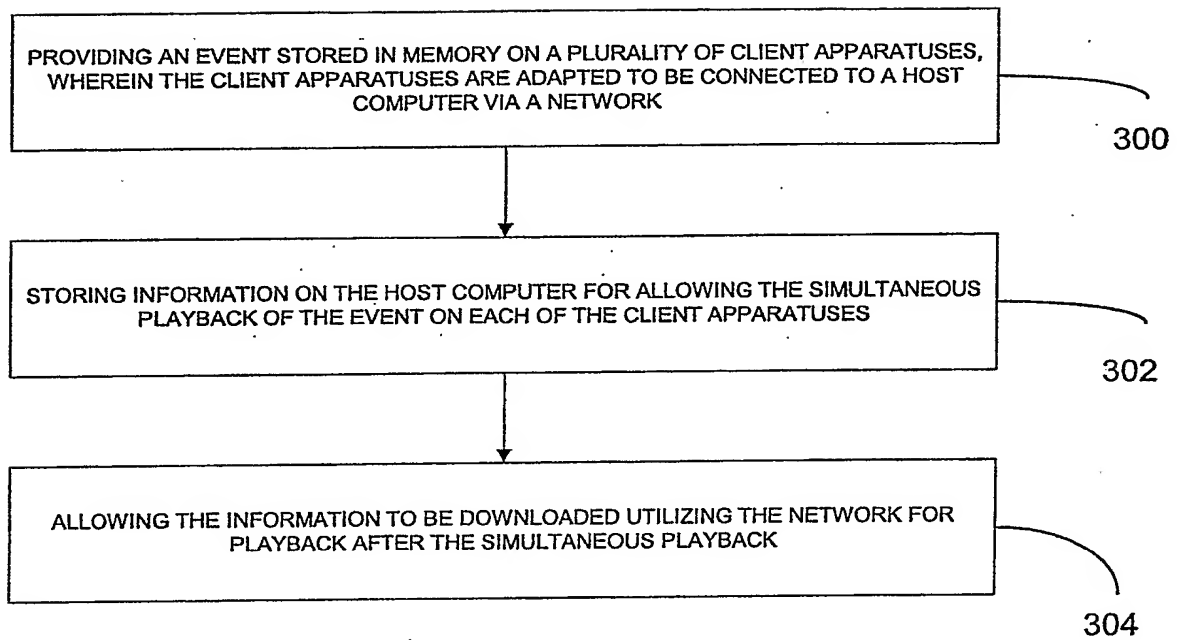 PROVIDING AN EVENT STORED IN MEMORY ON A PLURALITY OF CLIENT APPARATUSES,
WHEREIN THE CLIENT APPARATUSES ARE ADAPTED TO BE CONNECTED TO A HOST
COMPUTER VIA A NETWORK
300
STORING INFORMATION ON THE HOST COMPUTER FOR ALLOWING THE SIMULTANEOUS
PLAYBACK OF THE EVENT ON EACH OF THE CLIENT APPARATUSES
302
ALLOWING THE INFORMATION TO BE DOWNLOADED UTILIZING THE NETWORK FOR
PLAYBACK AFTER THE SIMULTANEOUS PLAYBACK
304